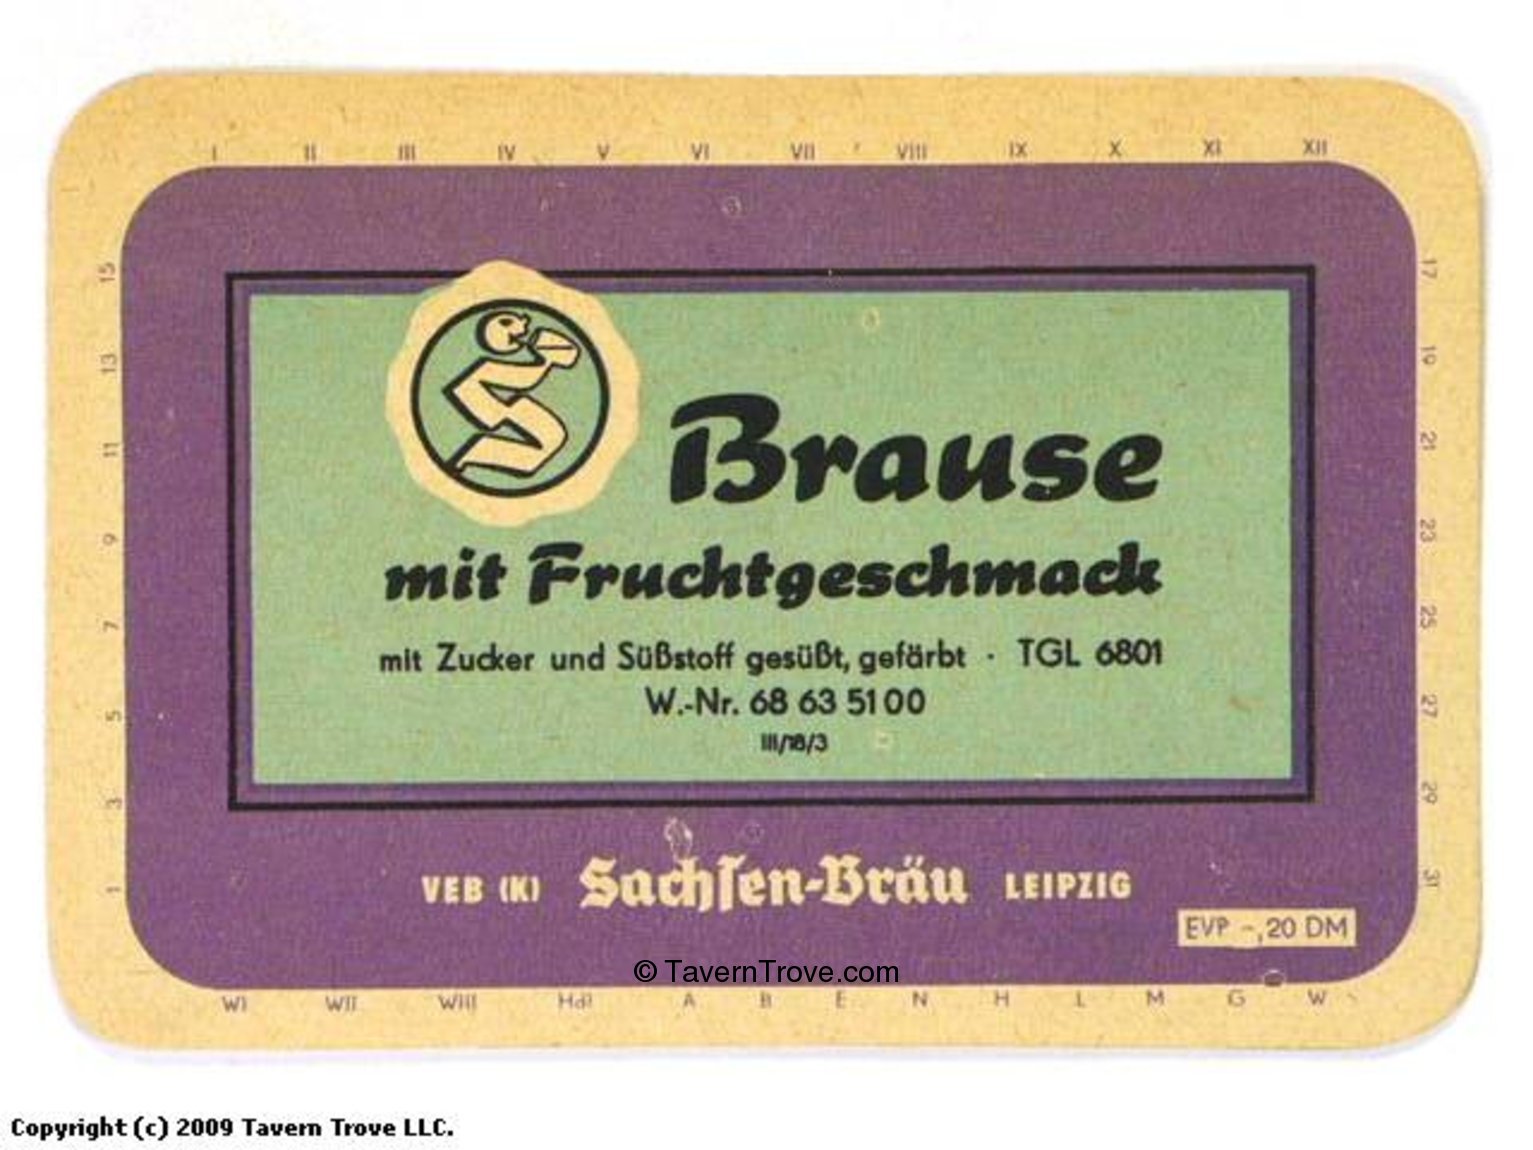 I II III IV V VI VII VIII IX X XI XII
15 13 11 9 7 5 3 1
17 19 21 23 25 27 29 31
Brause
mit Fruchtgeschmack
mit Zucker und Süßstoff gesüßt, gefärbt · TGL 6801
W.-Nr. 68 63 51 00
III/18/3
VEB (K) Sachsen-Bräu LEIPZIG
EVP -,20 DM
© TavernTrove.com
WI WII WIII Hdl A B E N H L M G W
Copyright (c) 2009 Tavern Trove LLC.